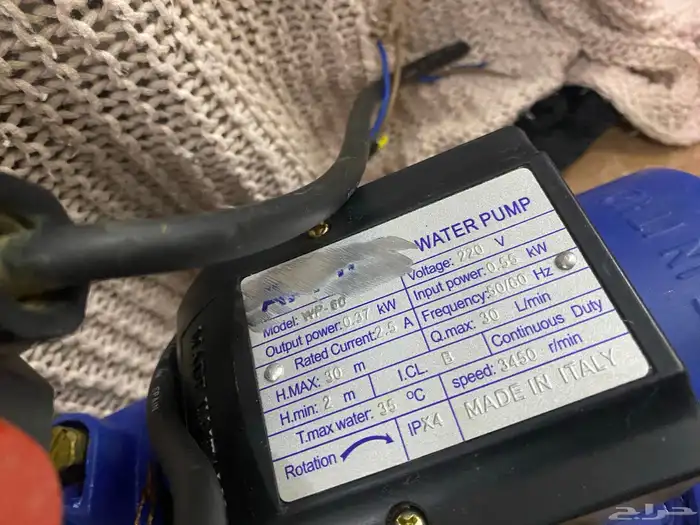 WATER PUMP
Model: WP-60
Voltage: 220 V
Output power: 0.37 kW
Input power: 0.55 kW
Rated Current: 2.5 A
Frequency: 50/60 Hz
H.MAX: 30 m
Q.max: 30 L/min
H.min: 2 m
I.CL. B
Continuous Duty
T.max water: 35 ºC
speed: 3450 r/min
Rotation
IPX4
MADE IN ITALY
حراج